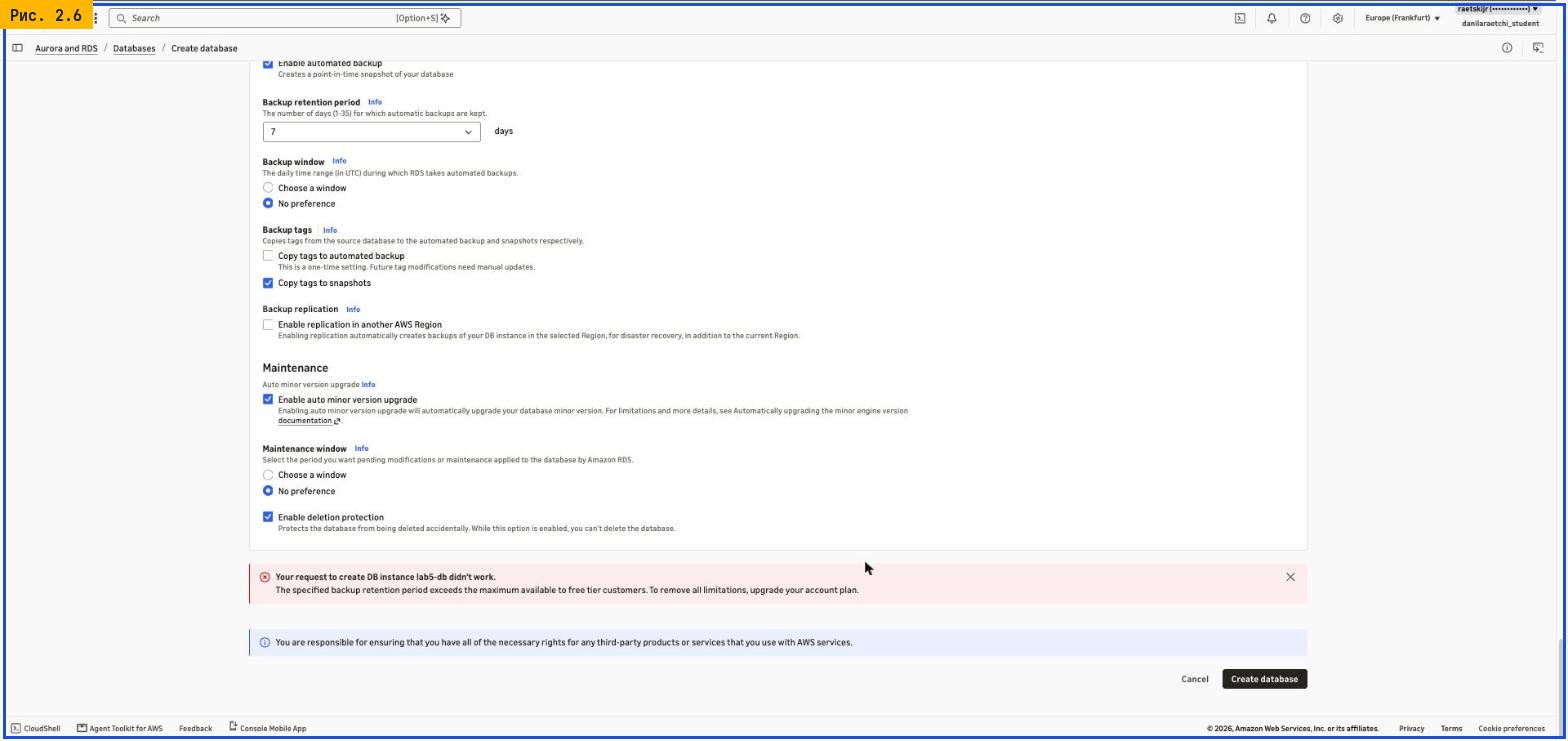 Рис. 2.6
Search
[Option+S]
Europe (Frankfurt) ▼
raetskijr (••••••••••••) ▼
danilaraetchi_student
Aurora and RDS / Databases / Create database
Enable automated backup
Creates a point-in-time snapshot of your database
Backup retention period Info
The number of days (1-35) for which automatic backups are kept.
7 days
Backup window Info
The daily time range (in UTC) during which RDS takes automated backups.
Choose a window
No preference
Backup tags Info
Copies tags from the source database to the automated backup and snapshots respectively.
Copy tags to automated backup
This is a one-time setting. Future tag modifications need manual updates.
Copy tags to snapshots
Backup replication Info
Enable replication in another AWS Region
Enabling replication automatically creates backups of your DB instance in the selected Region, for disaster recovery, in addition to the current Region.
Maintenance
Auto minor version upgrade Info
Enable auto minor version upgrade
Enabling auto minor version upgrade will automatically upgrade your database minor version. For limitations and more details, see Automatically upgrading the minor engine version
documentation.
Maintenance window Info
Select the period you want pending modifications or maintenance applied to the database by Amazon RDS.
Choose a window
No preference
Enable deletion protection
Protects the database from being deleted accidentally. While this option is enabled, you can't delete the database.
Your request to create DB instance lab5-db didn't work.
The specified backup retention period exceeds the maximum available to free tier customers. To remove all limitations, upgrade your account plan.
You are responsible for ensuring that you have all of the necessary rights for any third-party products or services that you use with AWS services.
Cancel Create database
CloudShell Agent Toolkit for AWS Feedback Console Mobile App © 2026, Amazon Web Services, Inc. or its affiliates. Privacy Terms Cookie preferences